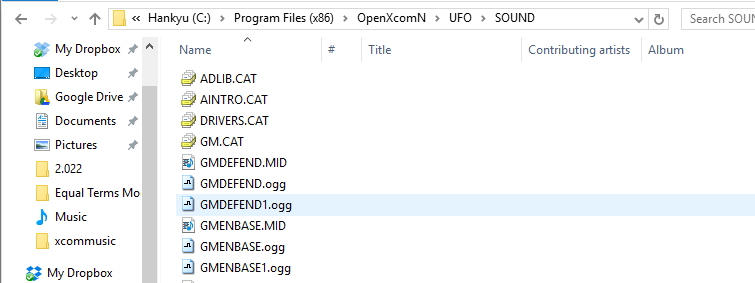 « Hankyu (C:) › Program Files (x86) › OpenXcomN › UFO › SOUND
Search SOU
Name # Title Contributing artists Album
My Dropbox
Desktop
Google Drive
Documents
Pictures
2.022
Equal Terms Mo
Music
xcommusic
My Dropbox
ADLIB.CAT
AINTRO.CAT
DRIVERS.CAT
GM.CAT
GMDEFEND.MID
GMDEFEND.ogg
GMDEFEND1.ogg
GMENBASE.MID
GMENBASE.ogg
GMENBASE1.ogg